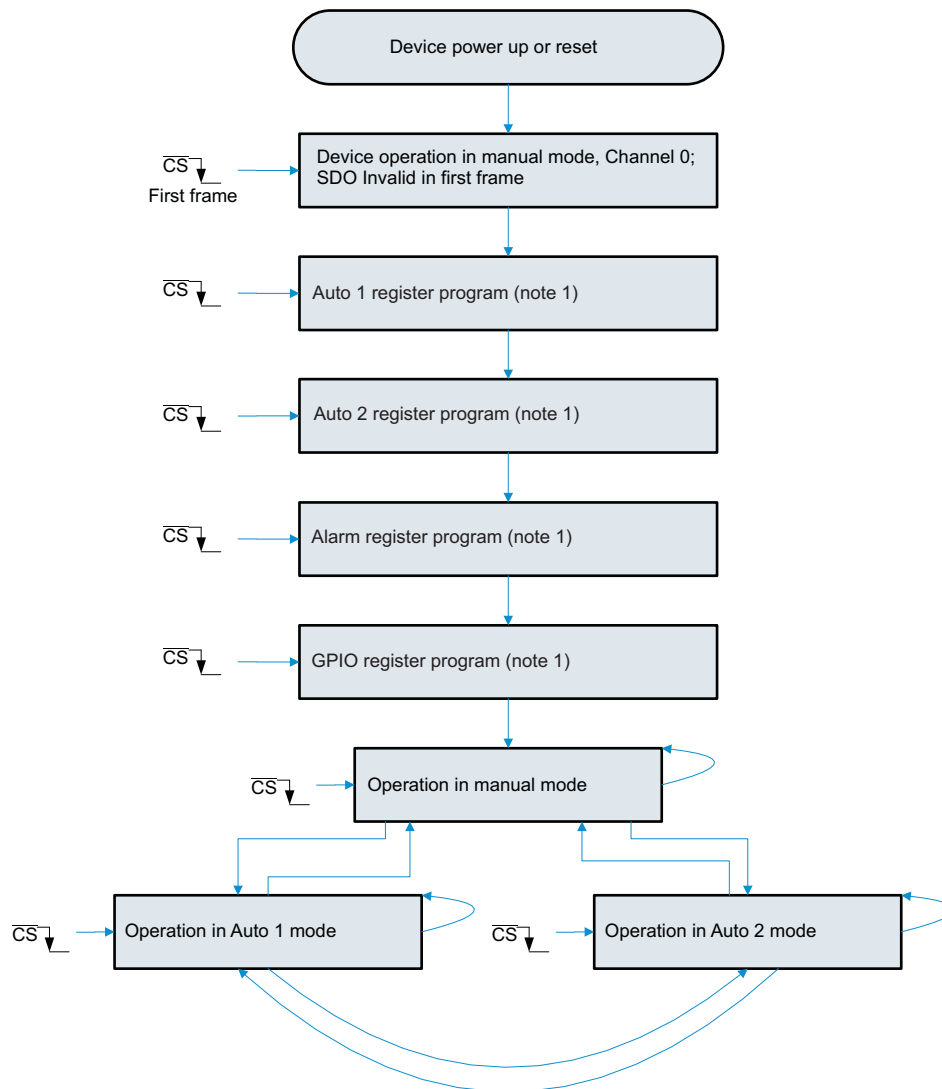 Device power up or reset
CS
First frame
Device operation in manual mode, Channel 0;
SDO Invalid in first frame
CS
Auto 1 register program (note 1)
CS
Auto 2 register program (note 1)
CS
Alarm register program (note 1)
CS
GPIO register program (note 1)
CS
Operation in manual mode
CS
Operation in Auto 1 mode
CS
Operation in Auto 2 mode